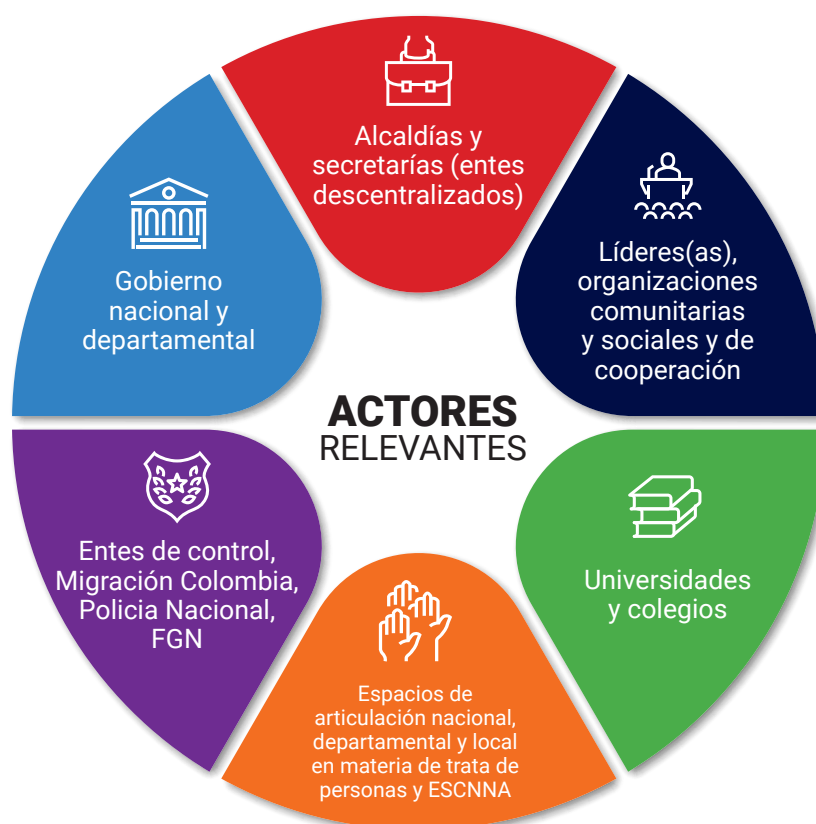 Alcaldías y
secretarías (entes
descentralizados)
Líderes(as),
organizaciones
comunitarias
y sociales y de
cooperación
Universidades
y colegios
Espacios de
articulación nacional,
departamental y local
en materia de trata de
personas y ESCNNA
Entes de control,
Migración Colombia,
Policia Nacional,
FGN
Gobierno
nacional y
departamental
ACTORES
RELEVANTES